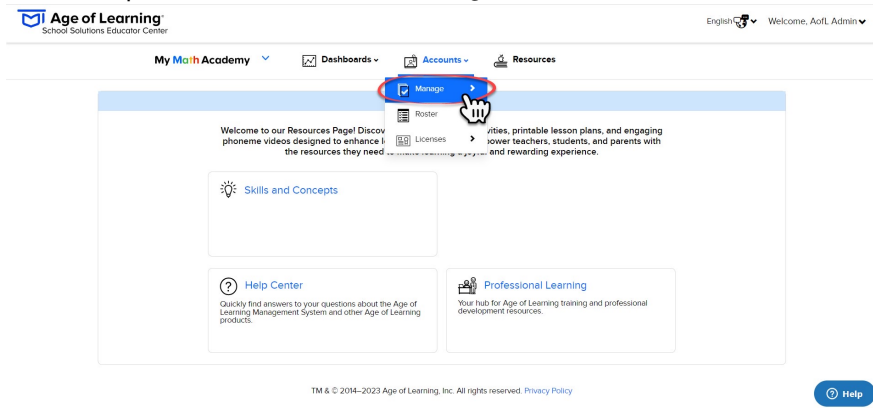 Age of Learning™
School Solutions Educator Center
English
Welcome, AofL Admin
My Math Academy
Dashboards
Accounts
Resources
Manage
Roster
Licenses
Welcome to our Resources Page! Discov vities, printable lesson plans, and engaging
phoneme videos designed to enhance l power teachers, students, and parents with
the resources they need to make learning a joyful and rewarding experience.
Skills and Concepts
Help Center
Quickly find answers to your questions about the Age of
Learning Management System and other Age of Learning
products.
Professional Learning
Your hub for Age of Learning training and professional
development resources.
TM & © 2014–2023 Age of Learning, Inc. All rights reserved. Privacy Policy
Help